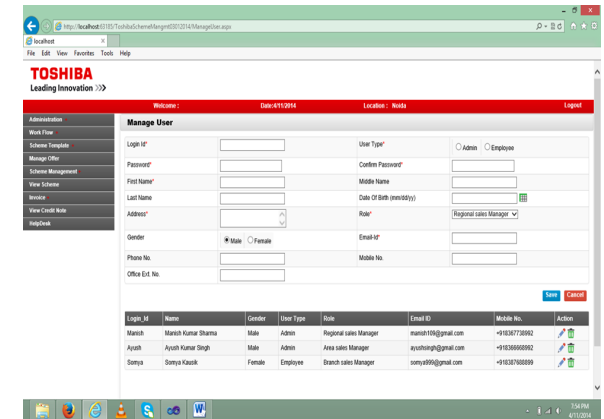 http://localhost:63185/ToshibaSchemeMangmt03012014/ManageUser.aspx
localhost
File Edit View Favorites Tools Help
TOSHIBA
Leading Innovation >>>
Welcome : Date:4/11/2014 Location : Noida Logout
Administration
Work Flow
Scheme Template
Manage Offer
Scheme Management
View Scheme
Invoice
View Credit Note
HelpDesk
Manage User
Login Id* User Type* Admin Employee
Password* Confirm Password*
First Name* Middle Name
Last Name Date Of Birth (mm/dd/yy)
Address* Role* Regional sales Manager
Gender Male Female Email-Id*
Phone No. Mobile No.
Office Ext. No.
Save Cancel
Login_Id Name Gender User Type Role Email ID Mobile No. Action
Manish Manish Kumar Sharma Male Admin Regional sales Manager manish109@gmail.com +918367738992
Ayush Ayush Kumar Singh Male Admin Area sales Manager ayushsingh@gmail.com +918366668992
Somya Somya Kausik Female Employee Branch sales Manager somya999@gmail.com +918387688899
7:54 PM
4/11/2014